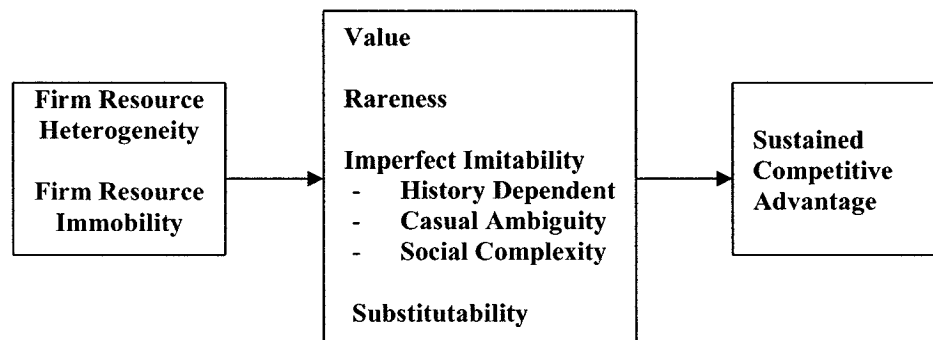 Firm Resource
Heterogeneity
Firm Resource
Immobility
Value
Rareness
Imperfect Imitability
- History Dependent
- Casual Ambiguity
- Social Complexity
Substitutability
Sustained
Competitive
Advantage